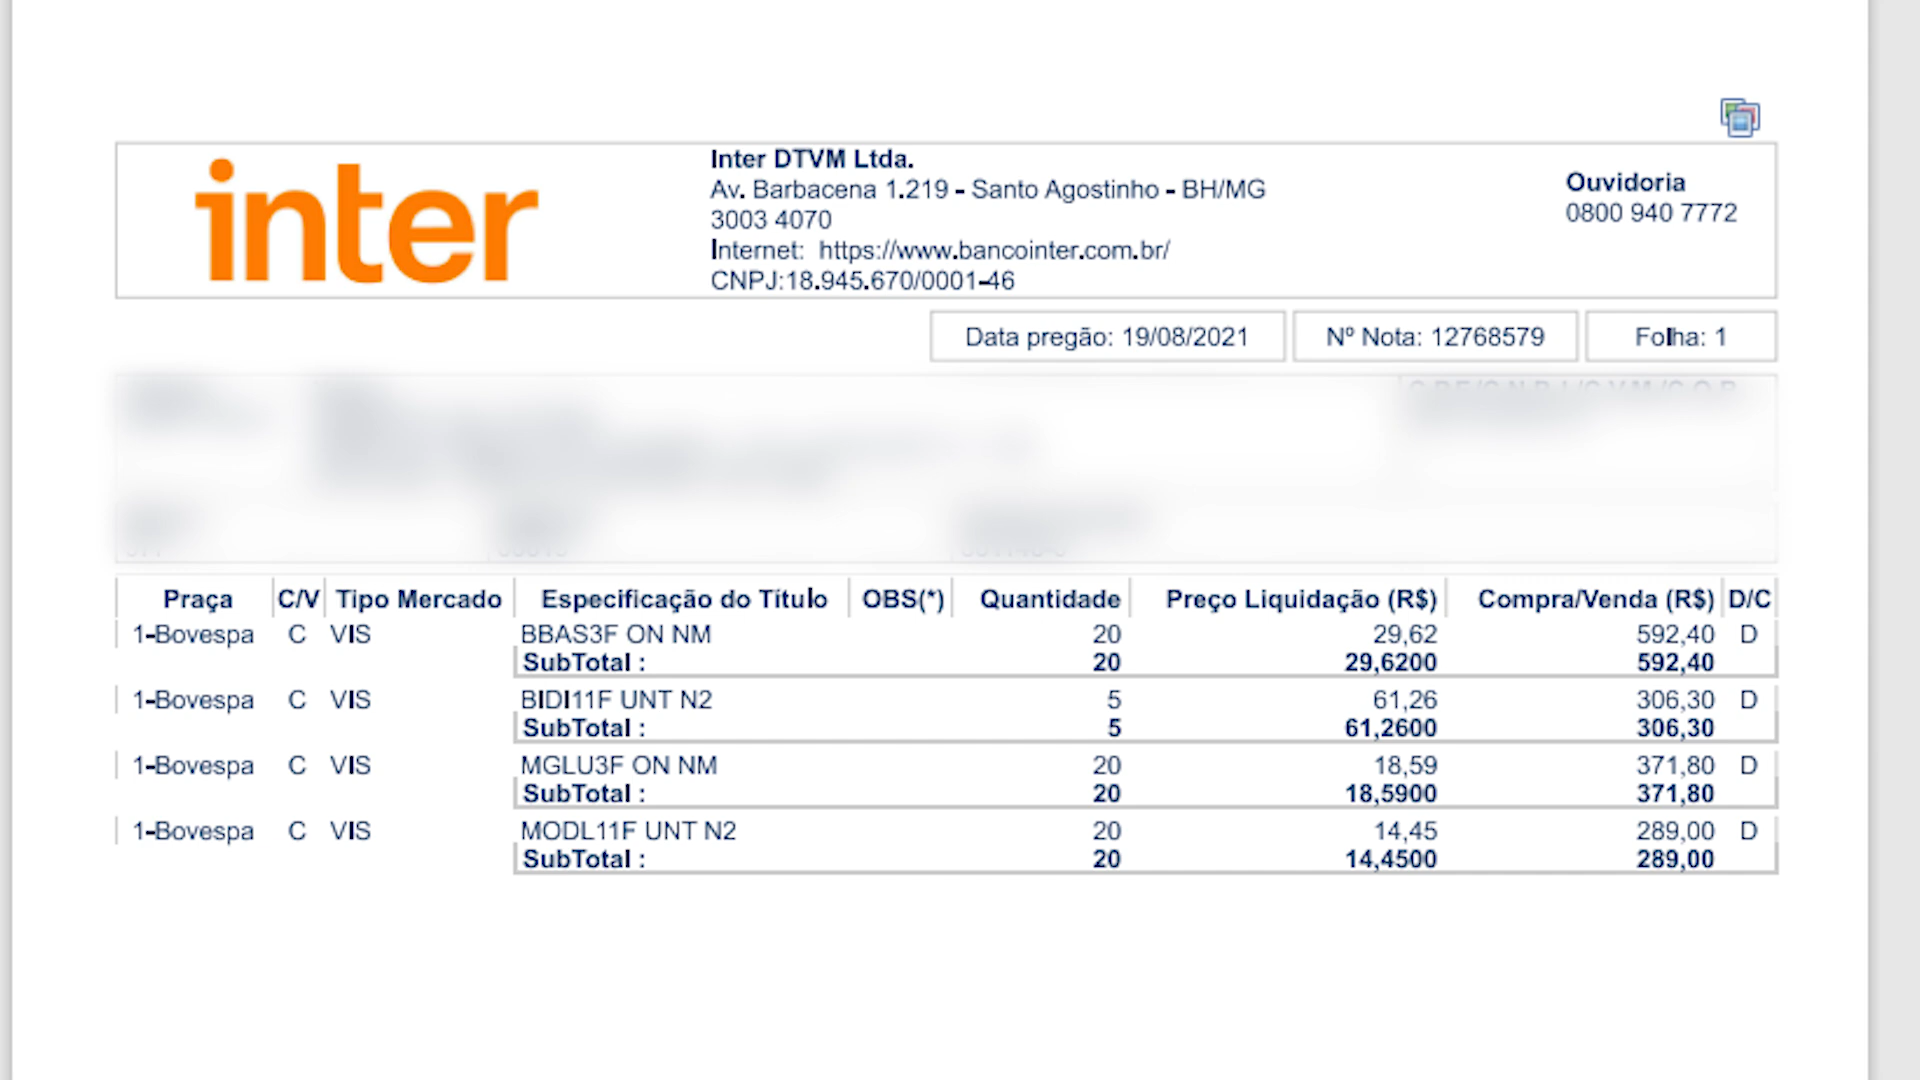 inter
Inter DTVM Ltda.
Av. Barbacena 1.219 - Santo Agostinho - BH/MG
3003 4070
Internet: https://www.bancointer.com.br/
CNPJ:18.945.670/0001-46
Ouvidoria
0800 940 7772
Data pregão: 19/08/2021 Nº Nota: 12768579 Folha: 1
Praça C/V Tipo Mercado Especificação do Título OBS(*) Quantidade Preço Liquidação (R$) Compra/Venda (R$) D/C
1-Bovespa C VIS BBAS3F ON NM 20 29,62 592,40 D
SubTotal : 20 29,6200 592,40
1-Bovespa C VIS BIDI11F UNT N2 5 61,26 306,30 D
SubTotal : 5 61,2600 306,30
1-Bovespa C VIS MGLU3F ON NM 20 18,59 371,80 D
SubTotal : 20 18,5900 371,80
1-Bovespa C VIS MODL11F UNT N2 20 14,45 289,00 D
SubTotal : 20 14,4500 289,00